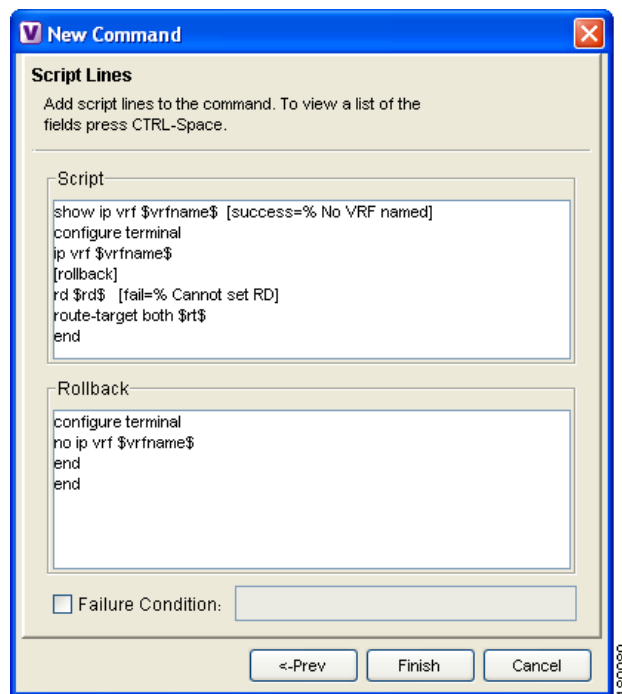 New Command
Script Lines
Add script lines to the command. To view a list of the
fields press CTRL-Space.
Script
show ip vrf $vrfname$  [success=% No VRF named]
configure terminal
ip vrf $vrfname$
[rollback]
rd $rd$   [fail=% Cannot set RD]
route-target both $rt$
end
Rollback
configure terminal
no ip vrf $vrfname$
end
end
Failure Condition:
<-Prev
Finish
Cancel